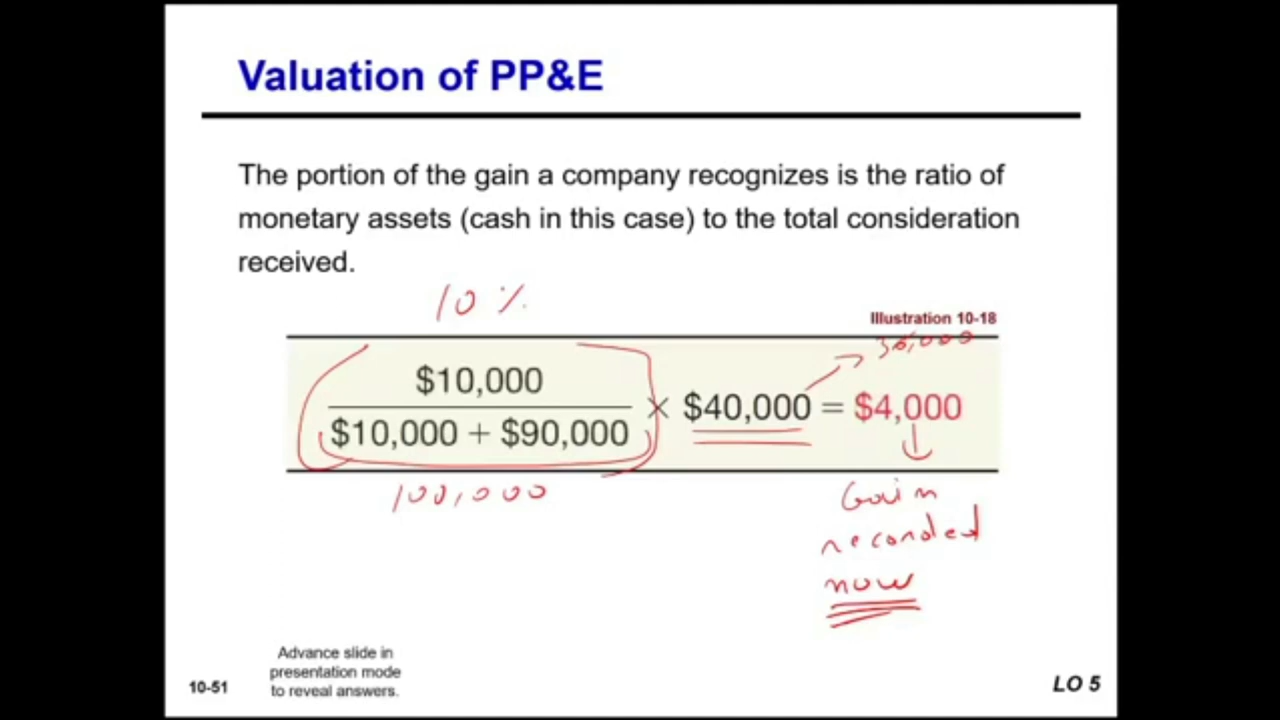 Valuation of PP&E
The portion of the gain a company recognizes is the ratio of
monetary assets (cash in this case) to the total consideration
received.
10 %
Illustration 10-18
36,000
$10,000
$10,000 + $90,000
× $40,000 = $4,000
100,000
Gain
recorded
now
Advance slide in
presentation mode
to reveal answers.
10-51
LO 5